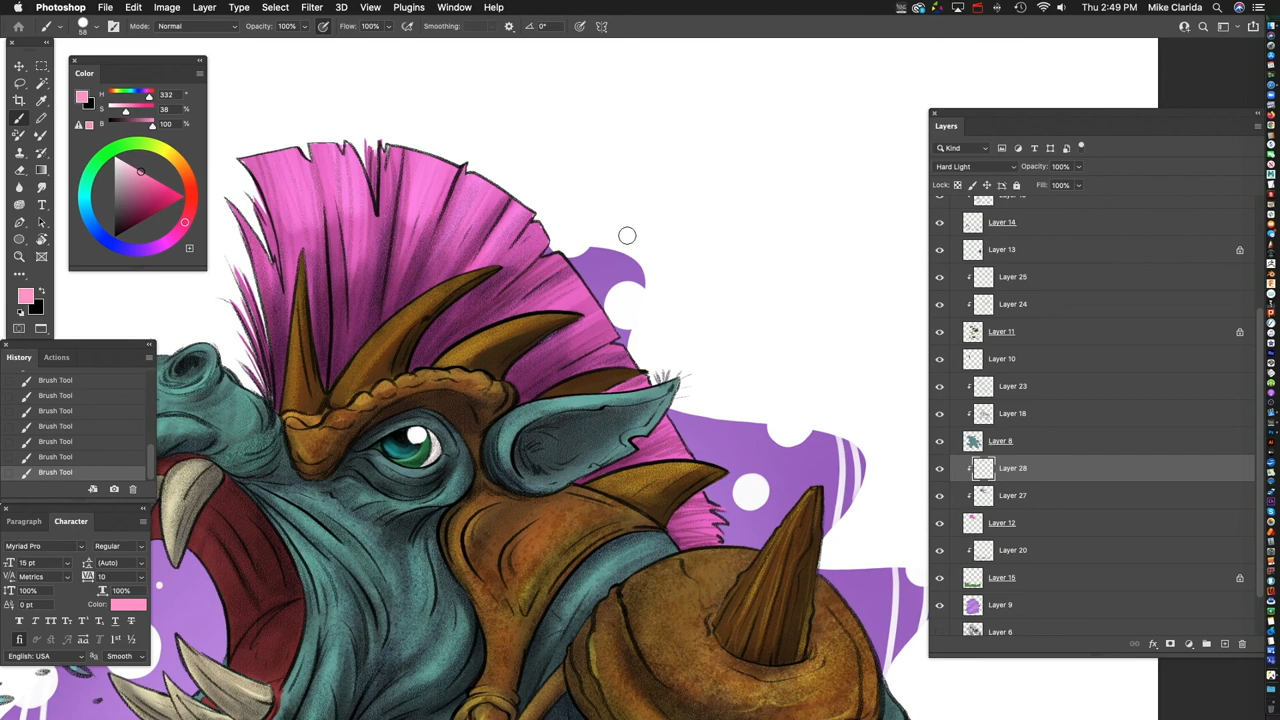 Photoshop File Edit Image Layer Type Select Filter 3D View Plugins Window Help Thu 2:49 PM Mike Clarida
58 Mode: Normal Opacity: 100% Flow: 100% Smoothing: 0°
Color
H 332 °
S 38 %
B 100 %
Layers
Kind
Hard Light Opacity: 100%
Lock: Fill: 100%
Layer 14
Layer 13
Layer 25
Layer 24
Layer 11
Layer 10
Layer 23
Layer 18
Layer 8
Layer 28
Layer 27
Layer 12
Layer 20
Layer 15
Layer 9
Layer 6
History Actions
Brush Tool
Brush Tool
Brush Tool
Brush Tool
Brush Tool
Brush Tool
Brush Tool
Paragraph Character
Myriad Pro Regular
15 pt (Auto)
Metrics 10
100% 100%
0 pt Color:
English: USA Smooth